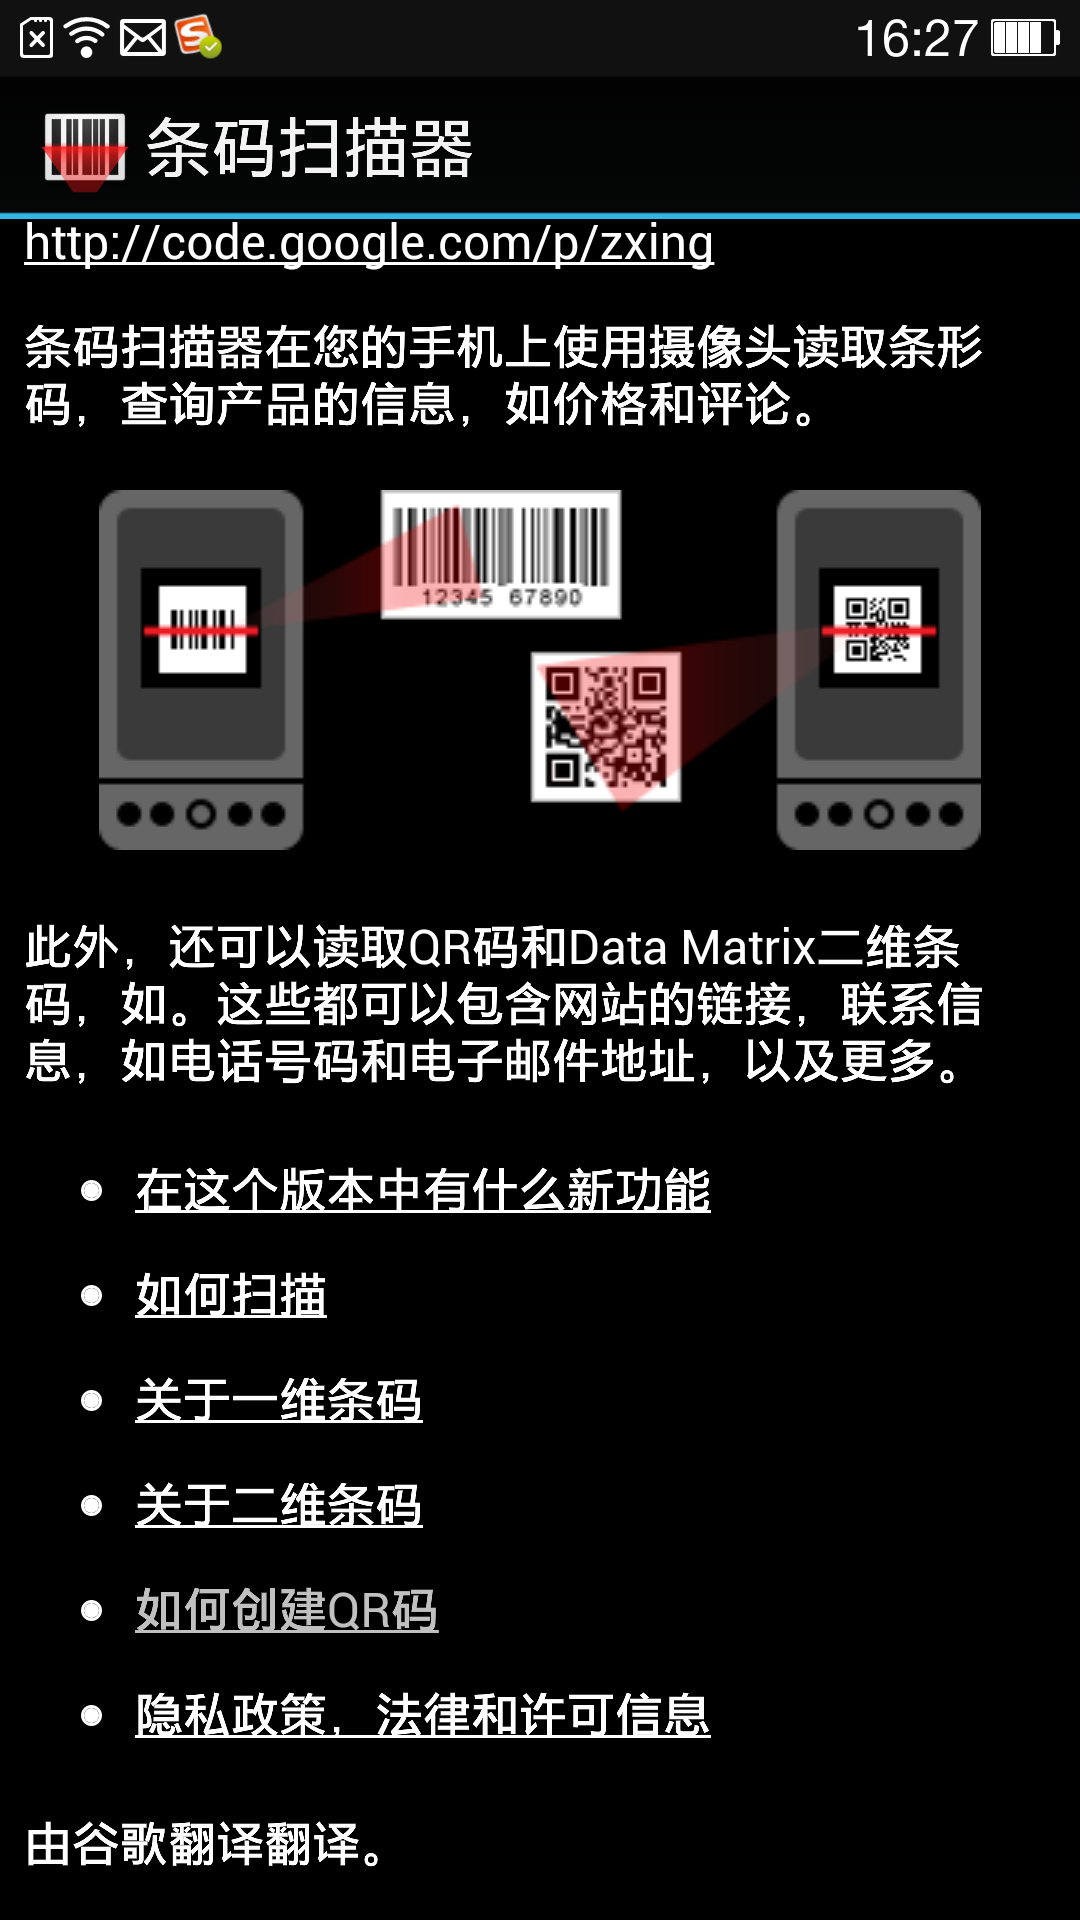 16:27
条码扫描器
http://code.google.com/p/zxing
条码扫描器在您的手机上使用摄像头读取条形
码，查询产品的信息，如价格和评论。
12345 67890
此外，还可以读取QR码和Data Matrix二维条
码，如。这些都可以包含网站的链接，联系信
息，如电话号码和电子邮件地址，以及更多。
在这个版本中有什么新功能
如何扫描
关于一维条码
关于二维条码
如何创建QR码
隐私政策，法律和许可信息
由谷歌翻译翻译。